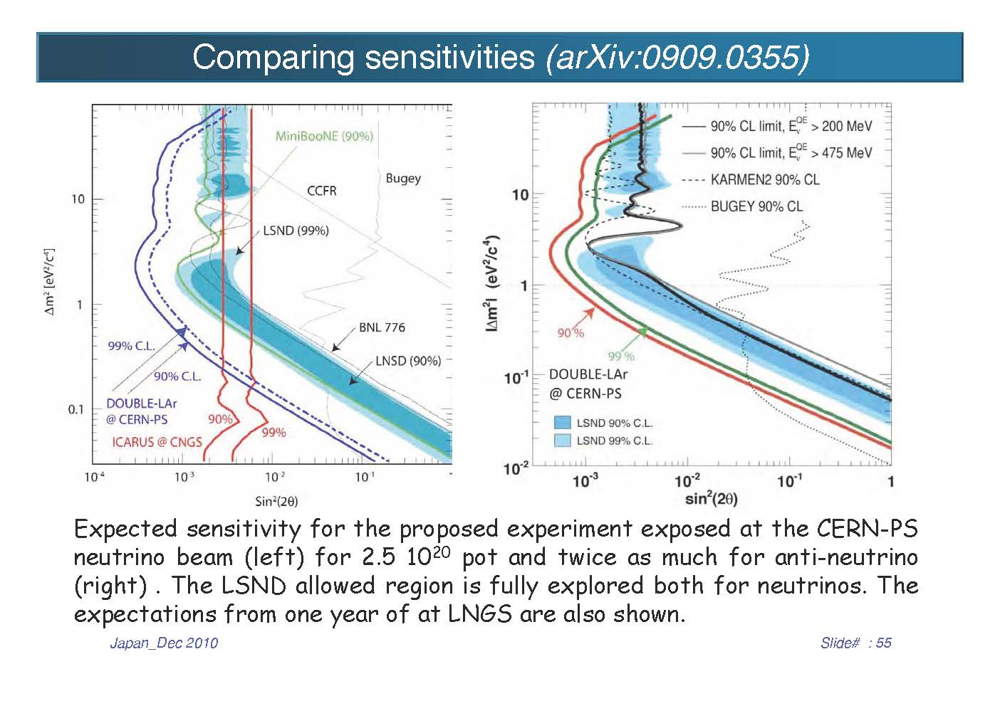 Comparing sensitivities (arXiv:0909.0355)
MiniBooNE (90%)
Bugey
CCFR
LSND (99%)
BNL 776
LNSD (90%)
99% C.L.
90% C.L.
DOUBLE-LAr
@ CERN-PS
ICARUS @ CNGS
90%
99%
10
1
0.1
Δm² [eV²/c⁴]
10⁻⁴ 10⁻³ 10⁻² 10⁻¹
Sin²(2θ)
90% CL limit, E_ν^QE > 200 MeV
90% CL limit, E_ν^QE > 475 MeV
KARMEN2 90% CL
BUGEY 90% CL
90%
99 %
DOUBLE-LAr
@ CERN-PS
LSND 90% C.L.
LSND 99% C.L.
10
1
10⁻¹
10⁻²
|Δm²| (eV²/c⁴)
10⁻³ 10⁻² 10⁻¹ 1
sin²(2θ)
Expected sensitivity for the proposed experiment exposed at the CERN-PS
neutrino beam (left) for 2.5 10²⁰ pot and twice as much for anti-neutrino
(right) . The LSND allowed region is fully explored both for neutrinos. The
expectations from one year of at LNGS are also shown.
Japan_Dec 2010
Slide# : 55